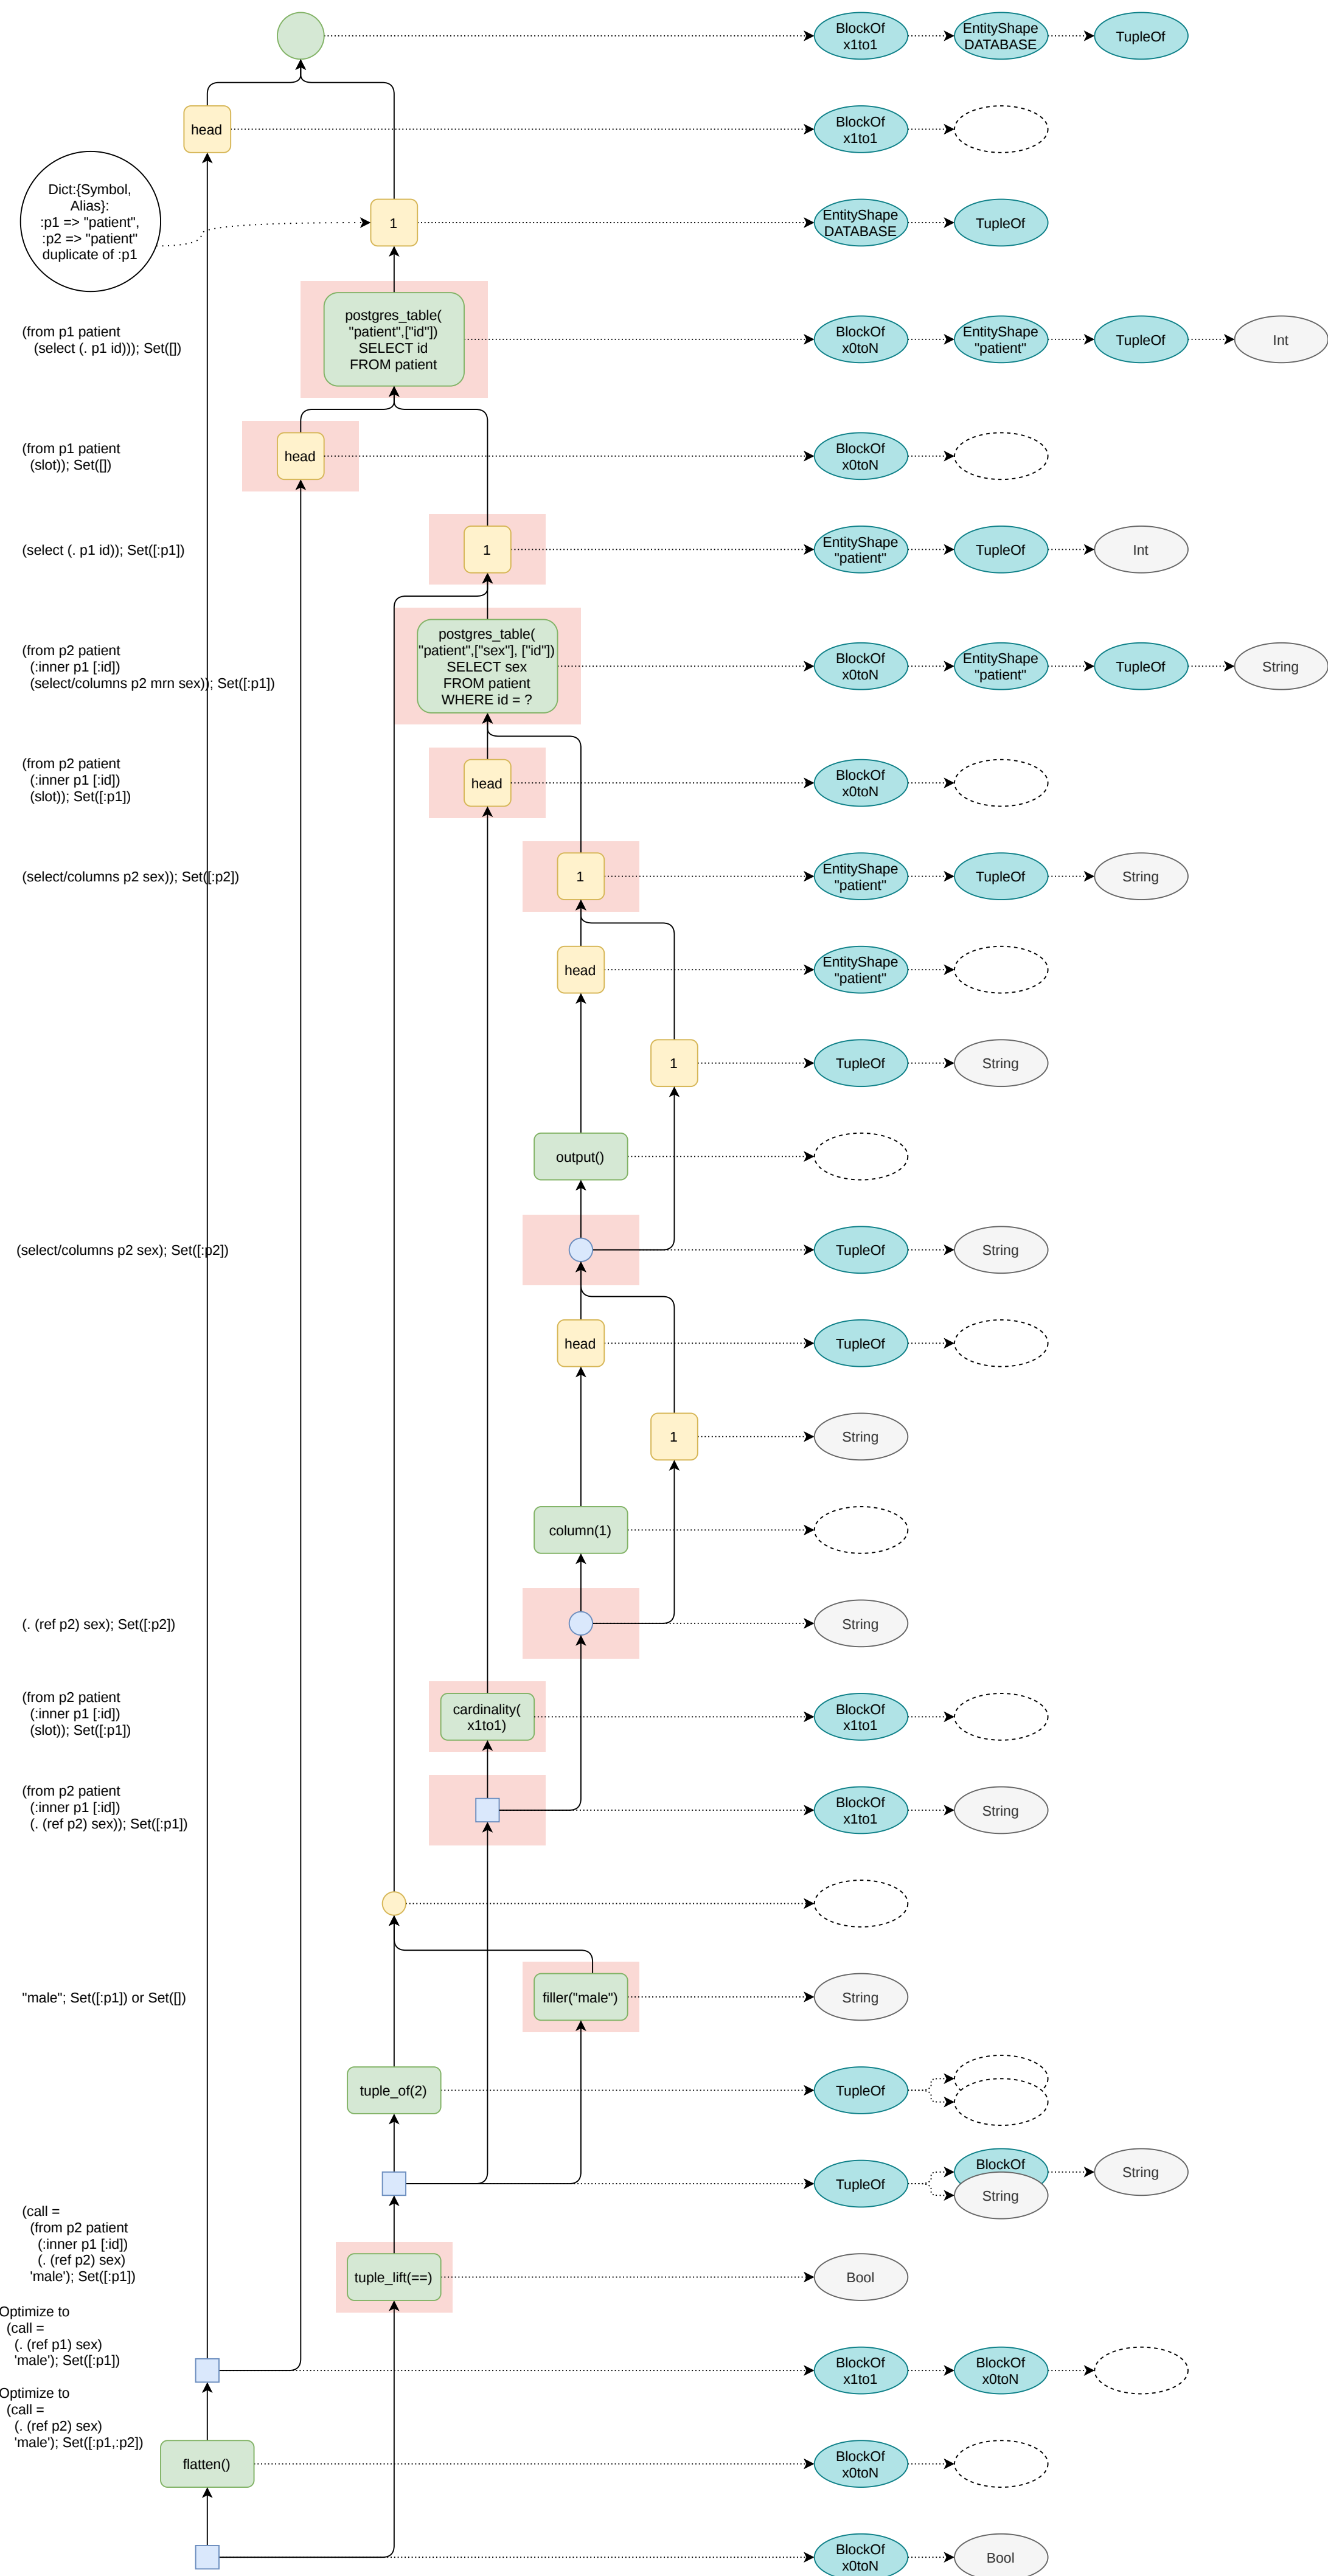 BlockOf
x1to1
EntityShape
DATABASE
TupleOf
head
BlockOf
x1to1
Dict:{Symbol,
Alias}:
:p1 => "patient",
:p2 => "patient"
duplicate of :p1
1
EntityShape
DATABASE
TupleOf
(from p1 patient
(select (. p1 id))); Set([])
postgres_table(
"patient",["id"])
SELECT id
FROM patient
BlockOf
x0toN
EntityShape
"patient"
TupleOf
Int
(from p1 patient
(slot)); Set([])
head
BlockOf
x0toN
(select (. p1 id)); Set([:p1])
1
EntityShape
"patient"
TupleOf
Int
(from p2 patient
(:inner p1 [:id])
(select/columns p2 mrn sex)); Set([:p1])
postgres_table(
"patient",["sex"], ["id"])
SELECT sex
FROM patient
WHERE id = ?
BlockOf
x0toN
EntityShape
"patient"
TupleOf
String
(from p2 patient
(:inner p1 [:id])
(slot)); Set([:p1])
head
BlockOf
x0toN
(select/columns p2 sex)); Set([:p2])
1
EntityShape
"patient"
TupleOf
String
head
EntityShape
"patient"
1
TupleOf
String
output()
(select/columns p2 sex); Set([:p2])
TupleOf
String
head
TupleOf
1
String
column(1)
(. (ref p2) sex); Set([:p2])
String
(from p2 patient
(:inner p1 [:id])
(slot)); Set([:p1])
cardinality(
x1to1)
BlockOf
x1to1
(from p2 patient
(:inner p1 [:id])
(. (ref p2) sex)); Set([:p1])
BlockOf
x1to1
String
"male"; Set([:p1]) or Set([])
filler("male")
String
tuple_of(2)
TupleOf
TupleOf
BlockOf
String
String
(call =
(from p2 patient
(:inner p1 [:id])
(. (ref p2) sex)
'male'); Set([:p1])
tuple_lift(==)
Bool
Optimize to
(call =
(. (ref p1) sex)
'male'); Set([:p1])
BlockOf
x1to1
BlockOf
x0toN
Optimize to
(call =
(. (ref p2) sex)
'male'); Set([:p1,:p2])
flatten()
BlockOf
x0toN
BlockOf
x0toN
Bool